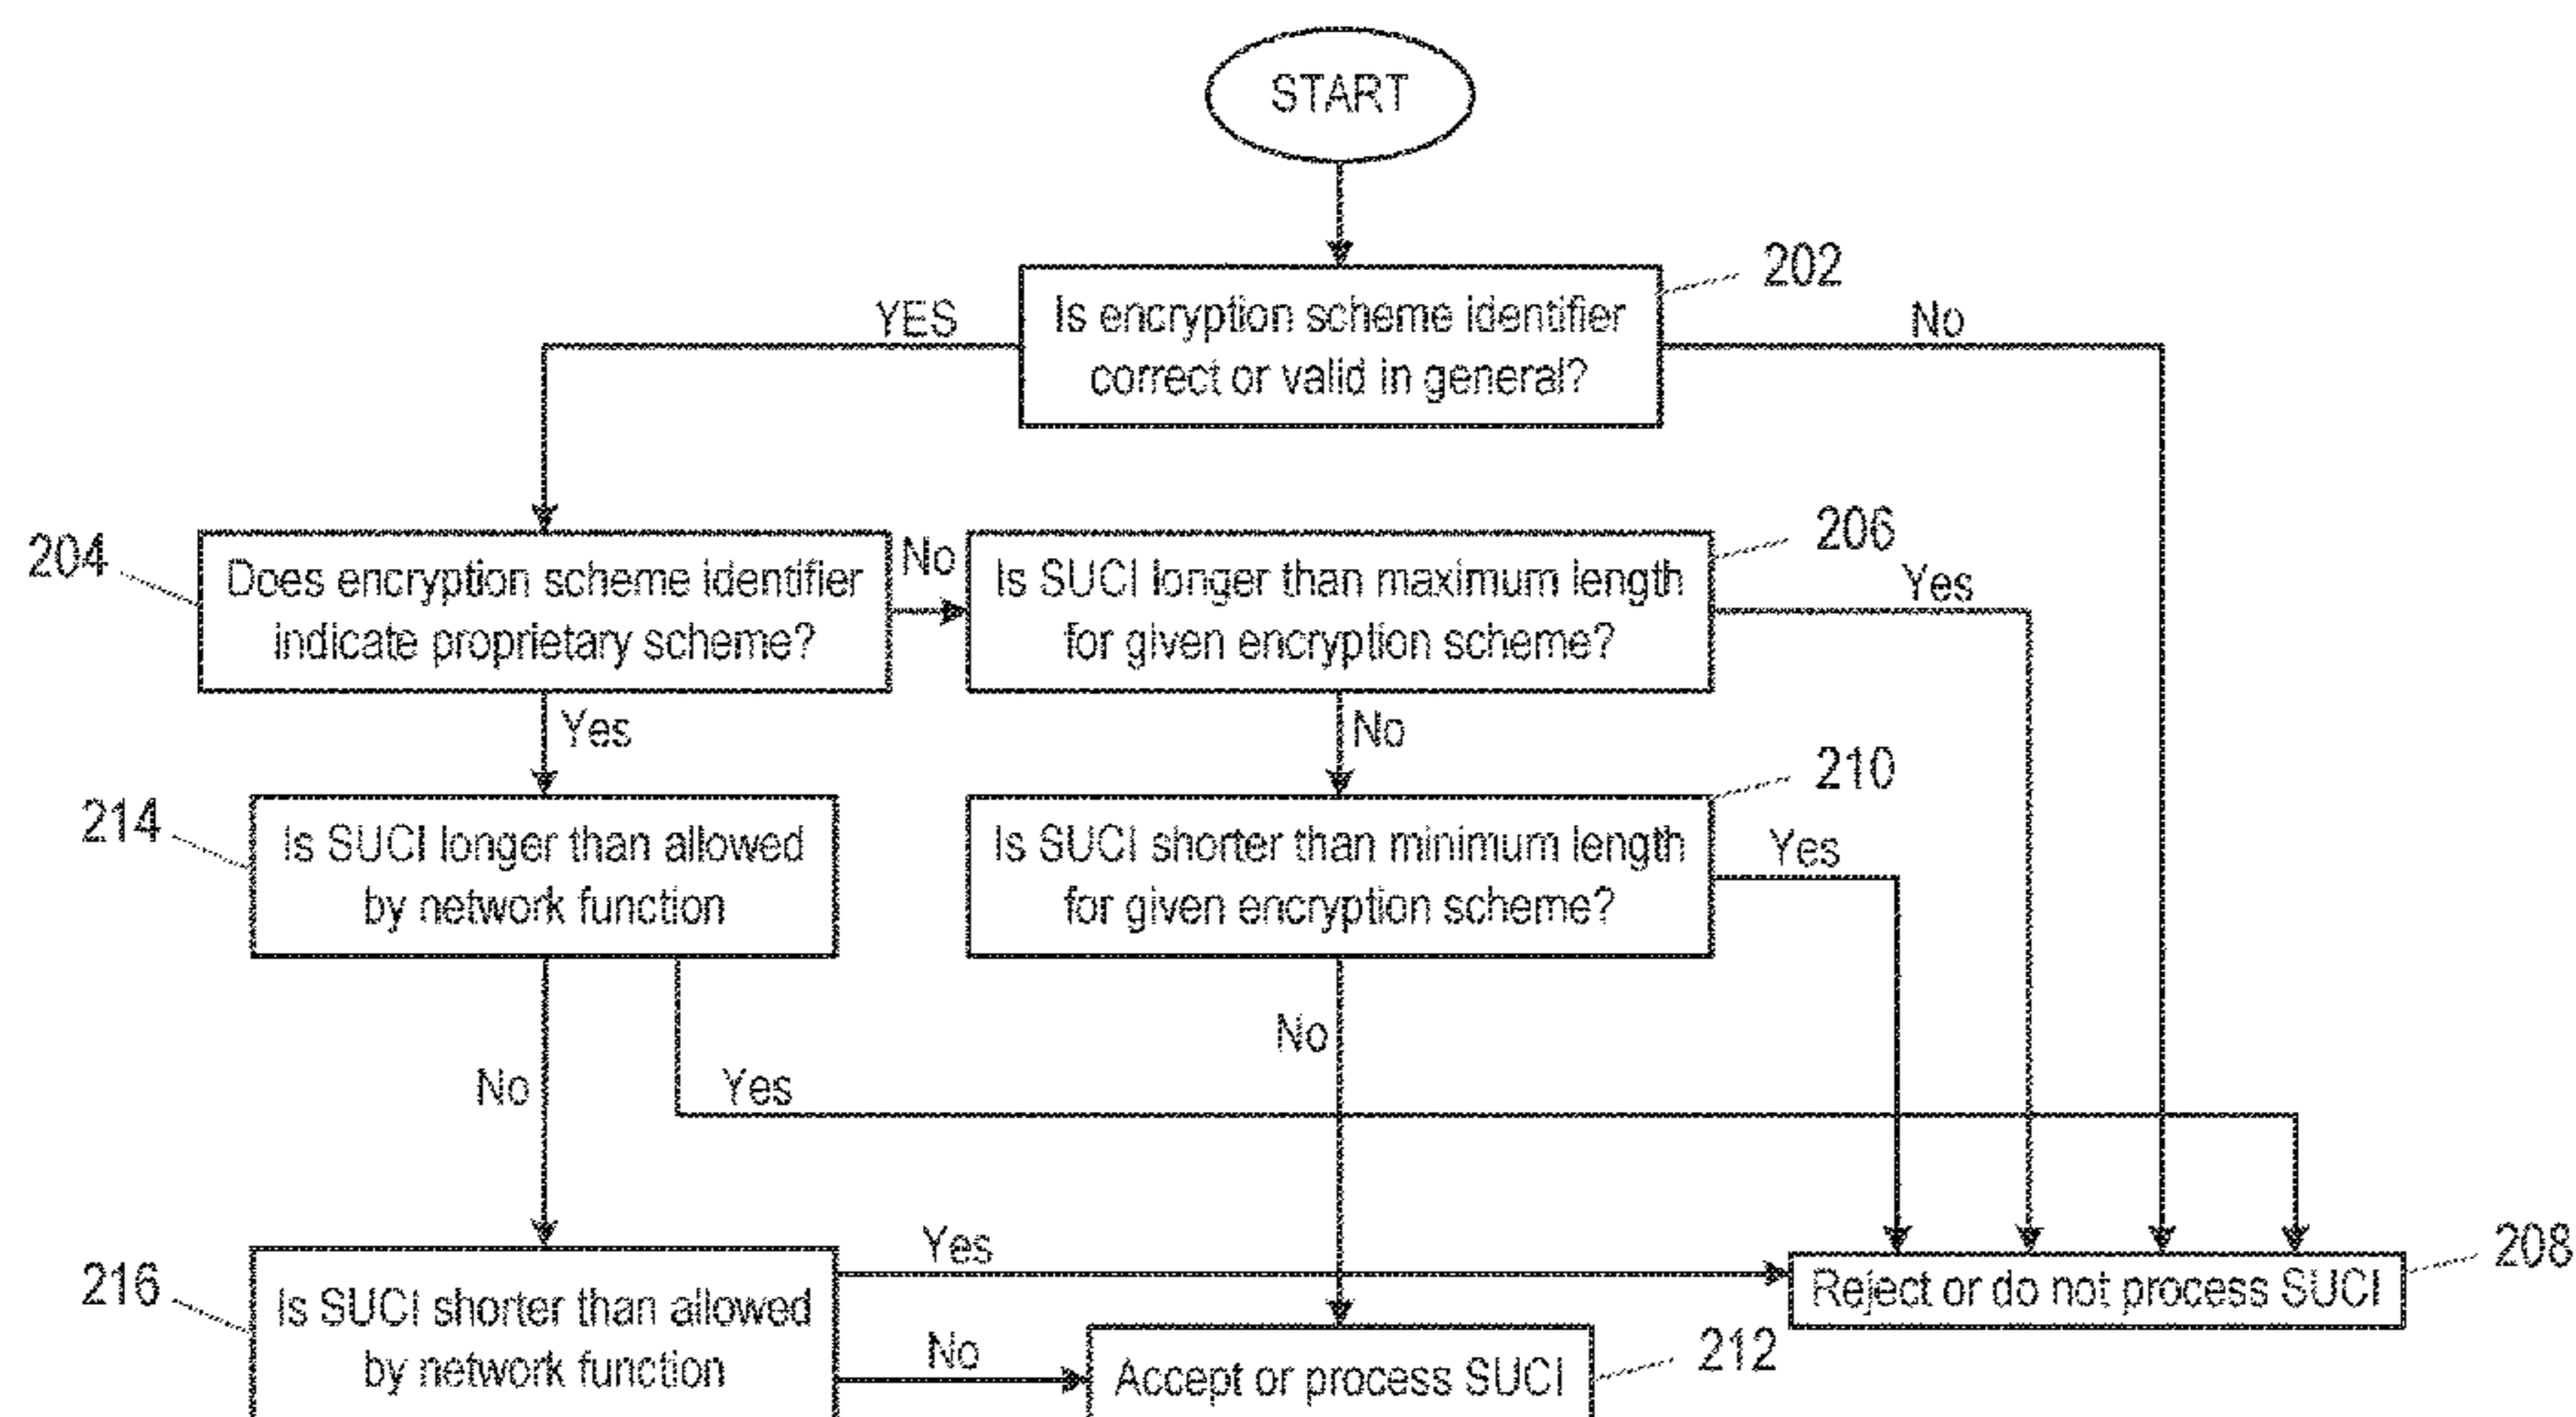 START
202
Is encryption scheme identifier
correct or valid in general?
YES
No
204
Does encryption scheme identifier
indicate proprietary scheme?
No
206
Is SUCI longer than maximum length
for given encryption scheme?
Yes
Yes
No
214
Is SUCI longer than allowed
by network function
210
Is SUCI shorter than minimum length
for given encryption scheme?
Yes
No
Yes
No
216
Is SUCI shorter than allowed
by network function
Yes
No
208
Reject or do not process SUCI
212
Accept or process SUCI